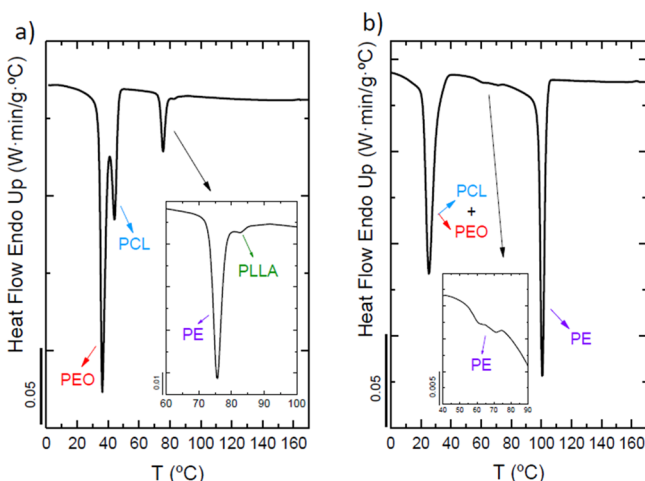 a)
Heat Flow Endo Up (W·min/g·ºC)
0.05
PEO
PCL
PE
PLLA
0.01
60 70 80 90 100
0 20 40 60 80 100 120 140 160
T (ºC)
b)
Heat Flow Endo Up (W·min/g·ºC)
0.05
PCL
+
PEO
PE
PE
0.005
40 50 60 70 80 90
0 20 40 60 80 100 120 140 160
T (ºC)